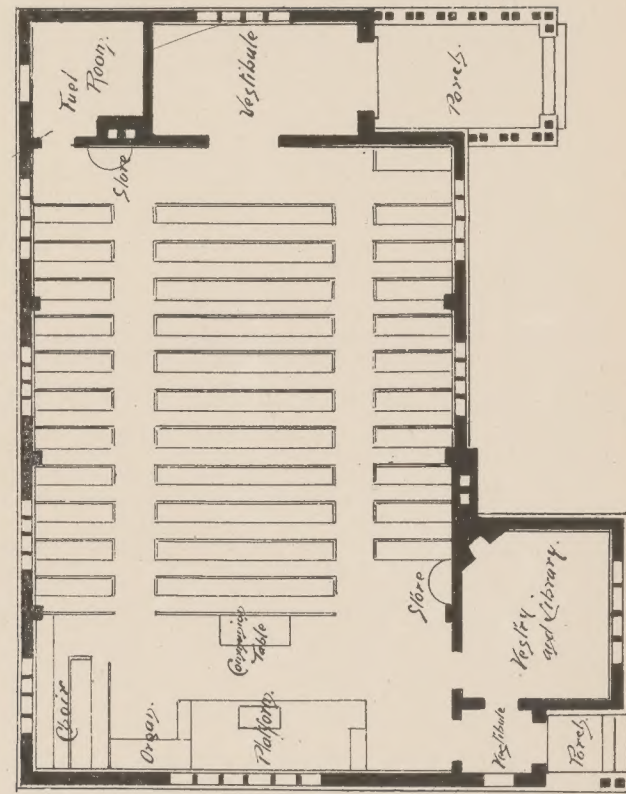 Fuel
Room.
Vestibule
Porch.
Stove
Stove
Vestry
and Library.
Communion
Table
Choir
Organ.
Platform
Vestibule
Porch